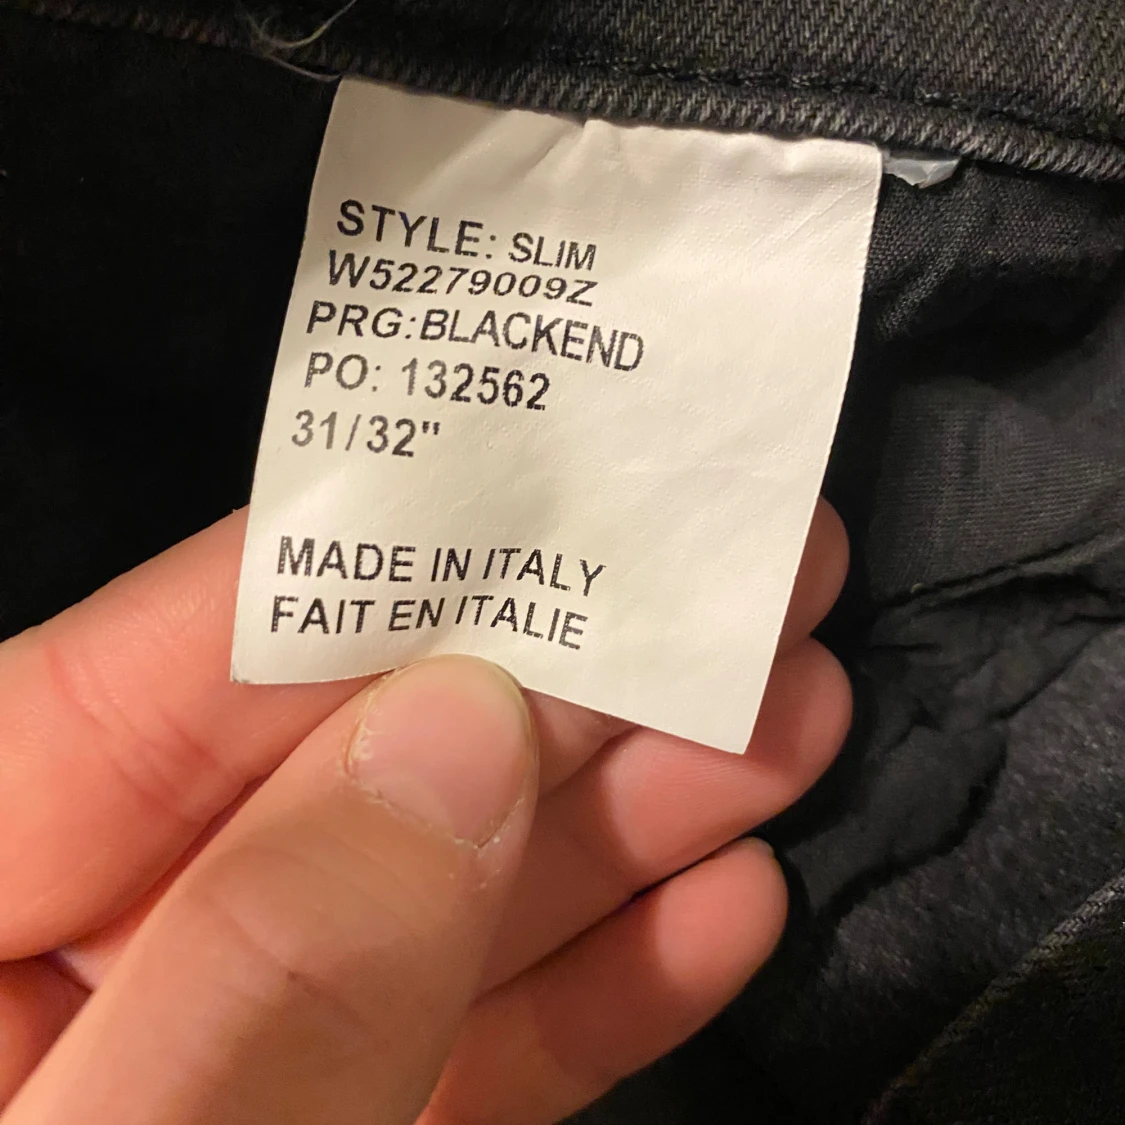 STYLE: SLIM
W52279009Z
PRG:BLACKEND
PO: 132562
31/32"
MADE IN ITALY
FAIT EN ITALIE